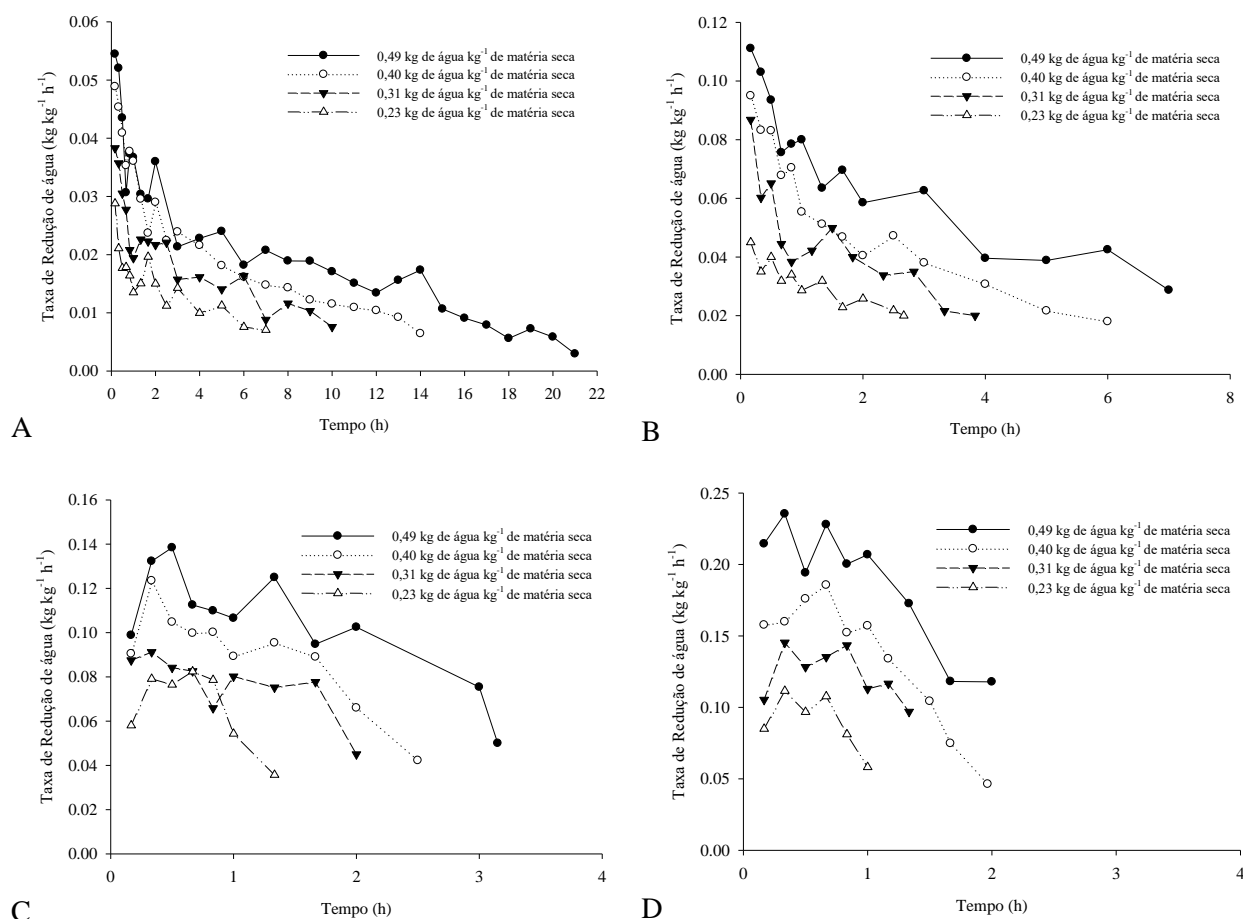 0.06
0.05
0.04
0.03
0.02
0.01
0.00
Taxa de Redução de água (kg kg⁻¹ h⁻¹)
0,49 kg de água kg⁻¹ de matéria seca
0,40 kg de água kg⁻¹ de matéria seca
0,31 kg de água kg⁻¹ de matéria seca
0,23 kg de água kg⁻¹ de matéria seca
0 2 4 6 8 10 12 14 16 18 20 22
Tempo (h)
A
0.12
0.10
0.08
0.06
0.04
0.02
0.00
Taxa de Redução de água (kg kg⁻¹ h⁻¹)
0,49 kg de água kg⁻¹ de matéria seca
0,40 kg de água kg⁻¹ de matéria seca
0,31 kg de água kg⁻¹ de matéria seca
0,23 kg de água kg⁻¹ de matéria seca
0 2 4 6 8
Tempo (h)
B
0.16
0.14
0.12
0.10
0.08
0.06
0.04
0.02
0.00
Taxa de Redução de água (kg kg⁻¹ h⁻¹)
0,49 kg de água kg⁻¹ de matéria seca
0,40 kg de água kg⁻¹ de matéria seca
0,31 kg de água kg⁻¹ de matéria seca
0,23 kg de água kg⁻¹ de matéria seca
0 1 2 3 4
Tempo (h)
C
0.25
0.20
0.15
0.10
0.05
0.00
Taxa de Redução de água (kg kg⁻¹ h⁻¹)
0,49 kg de água kg⁻¹ de matéria seca
0,40 kg de água kg⁻¹ de matéria seca
0,31 kg de água kg⁻¹ de matéria seca
0,23 kg de água kg⁻¹ de matéria seca
0 1 2 3 4
Tempo (h)
D